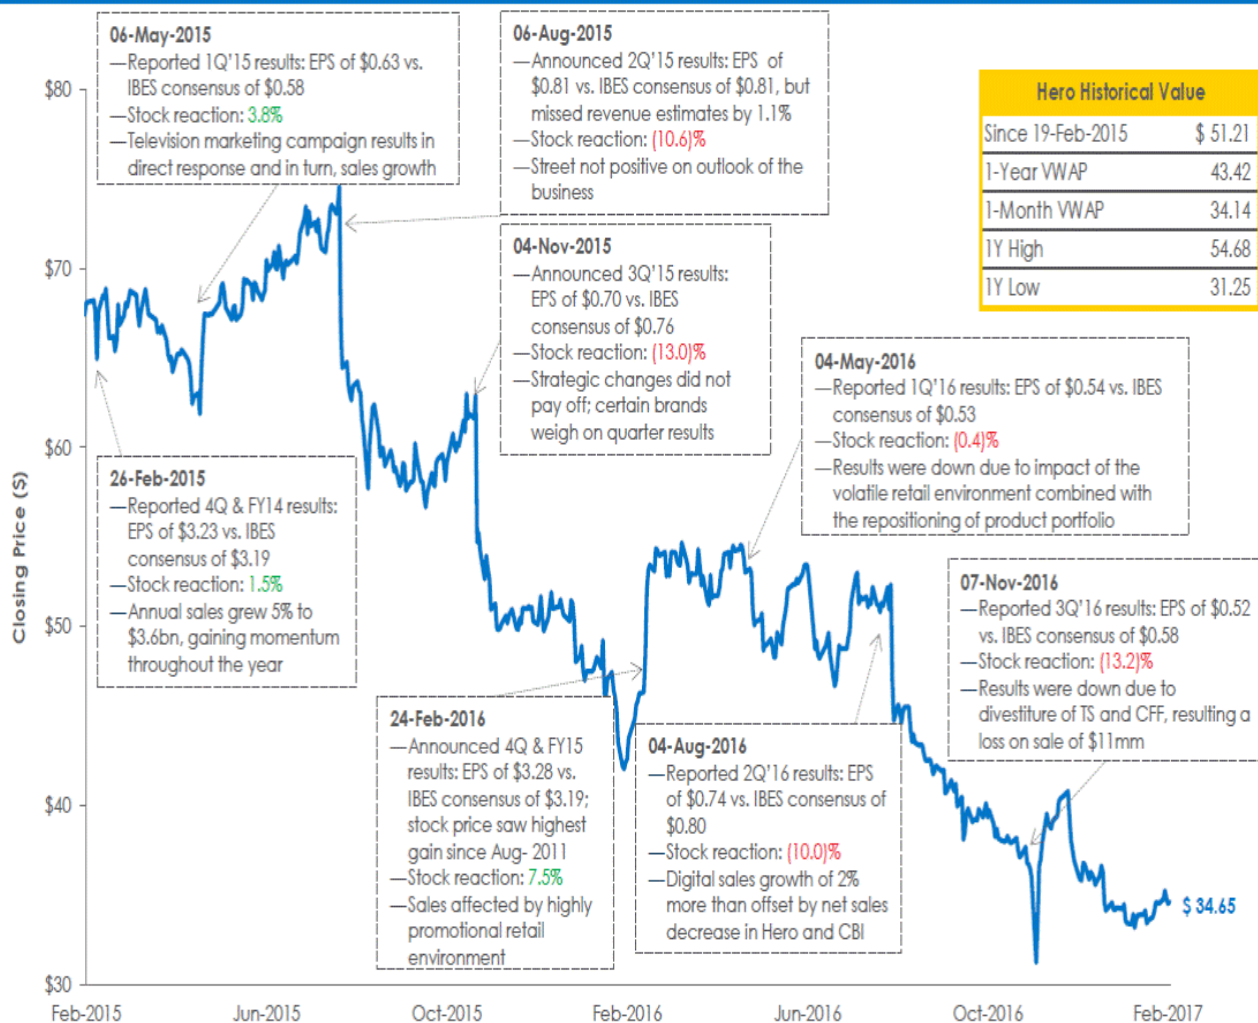 06-May-2015
—Reported 1Q'15 results: EPS of $0.63 vs.
IBES consensus of $0.58
—Stock reaction: 3.8%
—Television marketing campaign results in
direct response and in turn, sales growth
06-Aug-2015
—Announced 2Q'15 results: EPS of
$0.81 vs. IBES consensus of $0.81, but
missed revenue estimates by 1.1%
—Stock reaction: (10.6)%
—Street not positive on outlook of the
business
Hero Historical Value
Since 19-Feb-2015 $ 51.21
1-Year VWAP 43.42
1-Month VWAP 34.14
1Y High 54.68
1Y Low 31.25
04-Nov-2015
—Announced 3Q'15 results:
EPS of $0.70 vs. IBES
consensus of $0.76
—Stock reaction: (13.0)%
—Strategic changes did not
pay off; certain brands
weigh on quarter results
04-May-2016
—Reported 1Q'16 results: EPS of $0.54 vs. IBES
consensus of $0.53
—Stock reaction: (0.4)%
—Results were down due to impact of the
volatile retail environment combined with
the repositioning of product portfolio
26-Feb-2015
—Reported 4Q & FY14 results:
EPS of $3.23 vs. IBES
consensus of $3.19
—Stock reaction: 1.5%
—Annual sales grew 5% to
$3.6bn, gaining momentum
throughout the year
07-Nov-2016
—Reported 3Q'16 results: EPS of $0.52
vs. IBES consensus of $0.58
—Stock reaction: (13.2)%
—Results were down due to
divestiture of TS and CFF, resulting a
loss on sale of $11mm
24-Feb-2016
—Announced 4Q & FY15
results: EPS of $3.28 vs.
IBES consensus of $3.19;
stock price saw highest
gain since Aug- 2011
—Stock reaction: 7.5%
—Sales affected by highly
promotional retail
environment
04-Aug-2016
—Reported 2Q'16 results: EPS
of $0.74 vs. IBES consensus of
$0.80
—Stock reaction: (10.0)%
—Digital sales growth of 2%
more than offset by net sales
decrease in Hero and CBI
$ 34.65
Closing Price ($)
$80
$70
$60
$50
$40
$30
Feb-2015
Jun-2015
Oct-2015
Feb-2016
Jun-2016
Oct-2016
Feb-2017